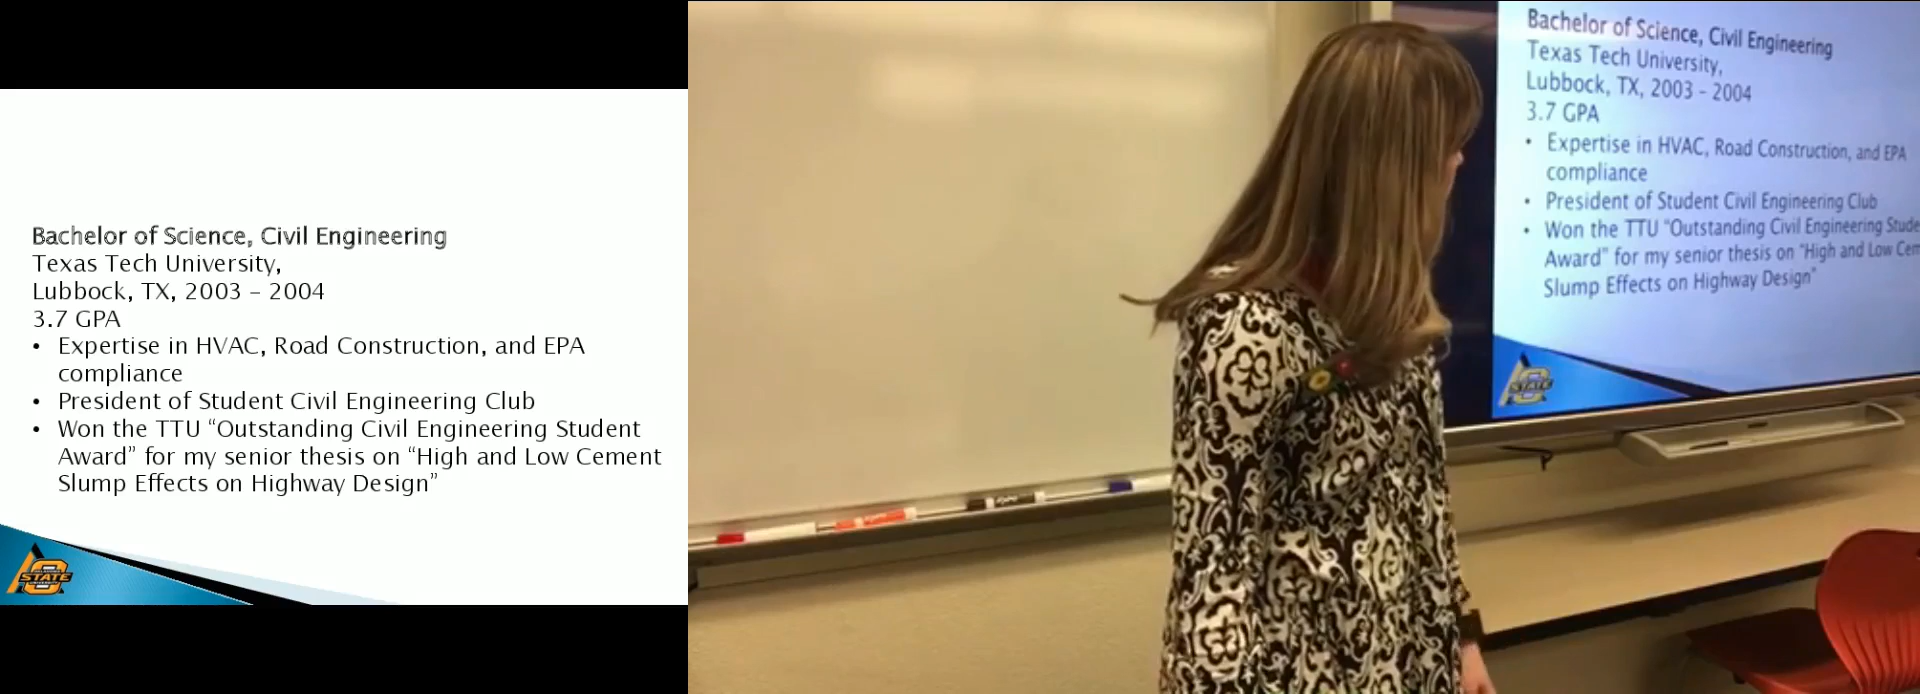 Bachelor of Science, Civil Engineering
Texas Tech University,
Lubbock, TX, 2003 – 2004
3.7 GPA
• Expertise in HVAC, Road Construction, and EPA
compliance
• President of Student Civil Engineering Club
• Won the TTU “Outstanding Civil Engineering Student
Award” for my senior thesis on “High and Low Cement
Slump Effects on Highway Design”
STATE
Bachelor of Science, Civil Engineering
Texas Tech University,
Lubbock, TX, 2003 – 2004
3.7 GPA
• Expertise in HVAC, Road Construction, and EPA
compliance
• President of Student Civil Engineering Club
• Won the TTU “Outstanding Civil Engineering Stude
Award” for my senior thesis on “High and Low Cem
Slump Effects on Highway Design”
STATE